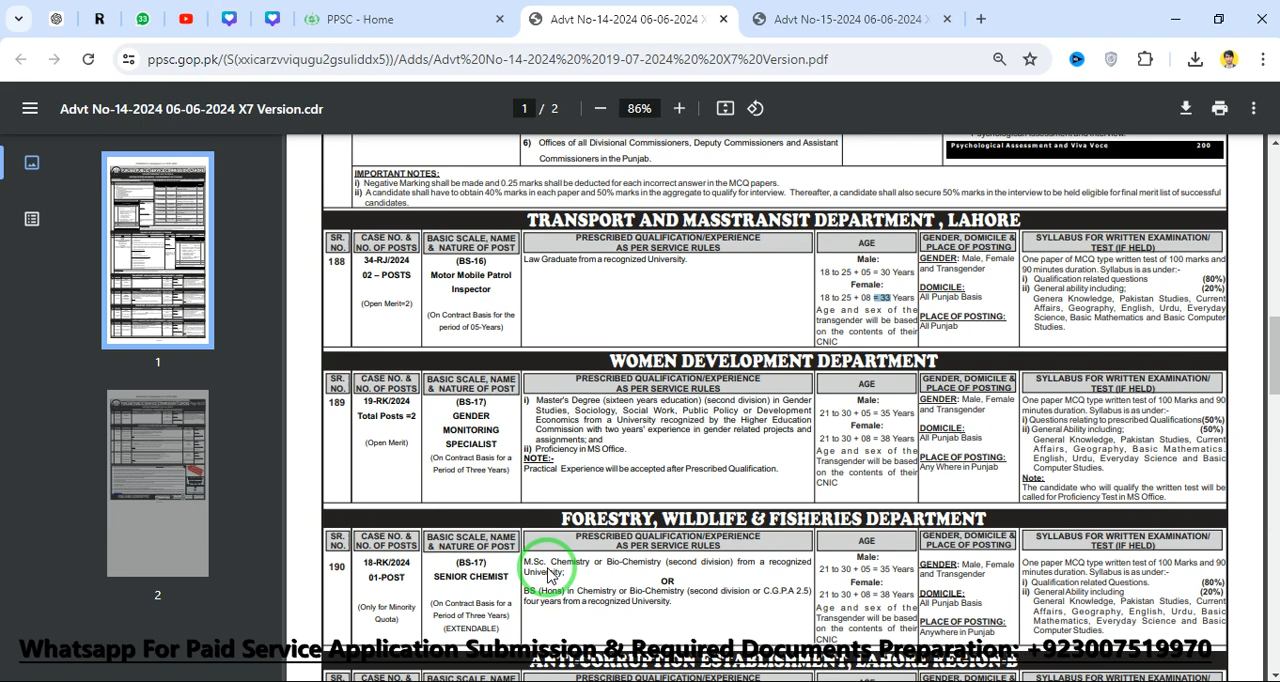 PPSC - Home
Advt No-14-2024 06-06-2024 X
Advt No-15-2024 06-06-2024
33
ppsc.gop.pk/(S(xxicarzvviqugu2gsuliddx5))/Adds/Advt%20No-14-2024%20%2019-07-2024%20%20X7%20Version.pdf
Advt No-14-2024 06-06-2024 X7 Version.cdr
1 / 2
86%
1
2
6) Offices of all Divisional Commissioners, Deputy Commissioners and Assistant
Commissioners in the Punjab.
Psychological Assessment and Viva Voce
Psychological Assessment and Viva Voce 200
IMPORTANT NOTES:
i) Negative Marking shall be made and 0.25 marks shall be deducted for each incorrect answer in the MCQ papers.
ii) A candidate shall have to obtain 40% marks in each paper and 50% marks in the aggregate to qualify for interview. Thereafter, a candidate shall also secure 50% marks in the interview to be held eligible for final merit list of successful
candidates.
TRANSPORT AND MASSTRANSIT DEPARTMENT , LAHORE
SR. NO.
CASE NO. & NO. OF POSTS
BASIC SCALE, NAME & NATURE OF POST
PRESCRIBED QUALIFICATION/EXPERIENCE
AS PER SERVICE RULES
AGE
GENDER, DOMICILE & PLACE OF POSTING
SYLLABUS FOR WRITTEN EXAMINATION/
TEST (IF HELD)
188
34-RJ/2024
02 – POSTS
(Open Merit=2)
(BS-16)
Motor Mobile Patrol
Inspector
(On Contract Basis for the
period of 05-Years)
Law Graduate from a recognized University.
Male:
18 to 25 + 05 = 30 Years
Female:
18 to 25 + 08 = 33 Years
Age and sex of the
transgender will be based
on the contents of their
CNIC
GENDER: Male, Female
and Transgender
DOMICILE:
All Punjab Basis
PLACE OF POSTING:
All Punjab
One paper of MCQ type written test of 100 marks and
90 minutes duration. Syllabus is as under:-
i) Qualification related questions (80%)
ii) General ability including; (20%)
Genera Knowledge, Pakistan Studies, Current
Affairs, Geography, English, Urdu, Everyday
Science, Basic Mathematics and Basic Computer
Studies.
WOMEN DEVELOPMENT DEPARTMENT
SR. NO.
CASE NO. & NO. OF POSTS
BASIC SCALE, NAME & NATURE OF POST
PRESCRIBED QUALIFICATION/EXPERIENCE
AS PER SERVICE RULES
AGE
GENDER, DOMICILE & PLACE OF POSTING
SYLLABUS FOR WRITTEN EXAMINATION/
TEST (IF HELD)
189
19-RK/2024
Total Posts =2
(Open Merit)
(BS-17)
GENDER
MONITORING
SPECIALIST
(On Contract Basis for a
Period of Three Years)
i) Master's Degree (sixteen years education) (second division) in Gender
Studies, Sociology, Social Work, Public Policy or Development
Economics from a University recognized by the Higher Education
Commission with two years' experience in gender related projects and
assignments; and
ii) Proficiency in MS Office.
NOTE:-
Practical Experience will be accepted after Prescribed Qualification.
Male:
21 to 30 + 05 = 35 Years
Female:
21 to 30 + 08 = 38 Years
Age and sex of the
Transgender will be based
on the contents of their
CNIC
GENDER: Male, Female
and Transgender
DOMICILE:
All Punjab Basis
PLACE OF POSTING:
Any Where in Punjab
One paper of MCQ type written test of 100 Marks and 90
minutes duration. Syllabus is as under:-
i) Questions relating to prescribed Qualifications(50%)
ii) General Ability including; (50%)
General Knowledge, Pakistan Studies, Current
Affairs, Geography, Basic Mathematics.
English, Urdu, Everyday Science and Basic
Computer Studies.
Note:
The candidate who will qualify the written test will be
called for Proficiency Test in MS Office.
FORESTRY, WILDLIFE & FISHERIES DEPARTMENT
SR. NO.
CASE NO. & NO. OF POSTS
BASIC SCALE, NAME & NATURE OF POST
PRESCRIBED QUALIFICATION/EXPERIENCE
AS PER SERVICE RULES
AGE
GENDER, DOMICILE & PLACE OF POSTING
SYLLABUS FOR WRITTEN EXAMINATION/
TEST (IF HELD)
190
18-RK/2024
01-POST
(Only for Minority
Quota)
(BS-17)
SENIOR CHEMIST
(On Contract Basis for a
Period of Three Years)
(EXTENDABLE)
M.Sc. Chemistry or Bio-Chemistry (second division) from a recognized
University;
OR
BS (Hons) in Chemistry or Bio-Chemistry (second division or C.G.P.A 2.5)
four years from a recognized University.
Male:
21 to 30 + 05 = 35 Years
Female:
21 to 30 + 08 = 38 Years
Age and sex of the
Transgender will be based
on the contents of their
CNIC
GENDER: Male, Female
and Transgender
DOMICILE:
All Punjab Basis
PLACE OF POSTING:
Anywhere in Punjab
One paper of MCQ type written test of 100 Marks and
90 minutes duration. Syllabus is as under:-
i) Qualification related Questions. (80%)
ii) General Ability including; (20%)
General Knowledge, Pakistan Studies, Current
Affairs, Geography, English, Urdu, Everyday
Science, Basic Mathematics and Basic Computer
Studies.
Whatsapp For Paid Service Application Submission & Required Documents Preparation: +923007519970
ANTI-CORRUPTION ESTABLISHMENT, LAHORE REGION-B
SR.
CASE NO. &
BASIC SCALE, NAME
PRESCRIBED QUALIFICATION/EXPERIENCE
AGE
GENDER, DOMICILE &
SYLLABUS FOR WRITTEN EXAMINATION/